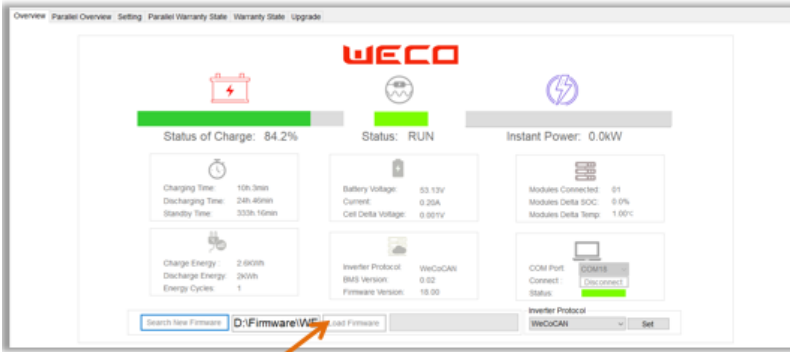 Overview Parallel Overview Setting Parallel Warranty State Warranty State Upgrade
WECO
Status of Charge: 84.2% Status: RUN Instant Power: 0.0kW
Charging Time: 10h.3min
Discharging Time: 24h.46min
Standby Time: 333h.16min
Battery Voltage: 53.13V
Current: 0.20A
Cell Delta Voltage: 0.001V
Modules Connected: 01
Modules Delta SOC: 0.0%
Modules Delta Temp: 1.00℃
Charge Energy : 2.6KWh
Discharge Energy: 2KWh
Energy Cycles: 1
Inverter Protocol WeCoCAN
BMS Version: 0.02
Firmware Version: 18.00
COM Port: COM18
Connect : Disconnect
Status:
Search New Firmware D:\Firmware\WE Load Firmware
Inverter Protocol
WeCoCAN Set